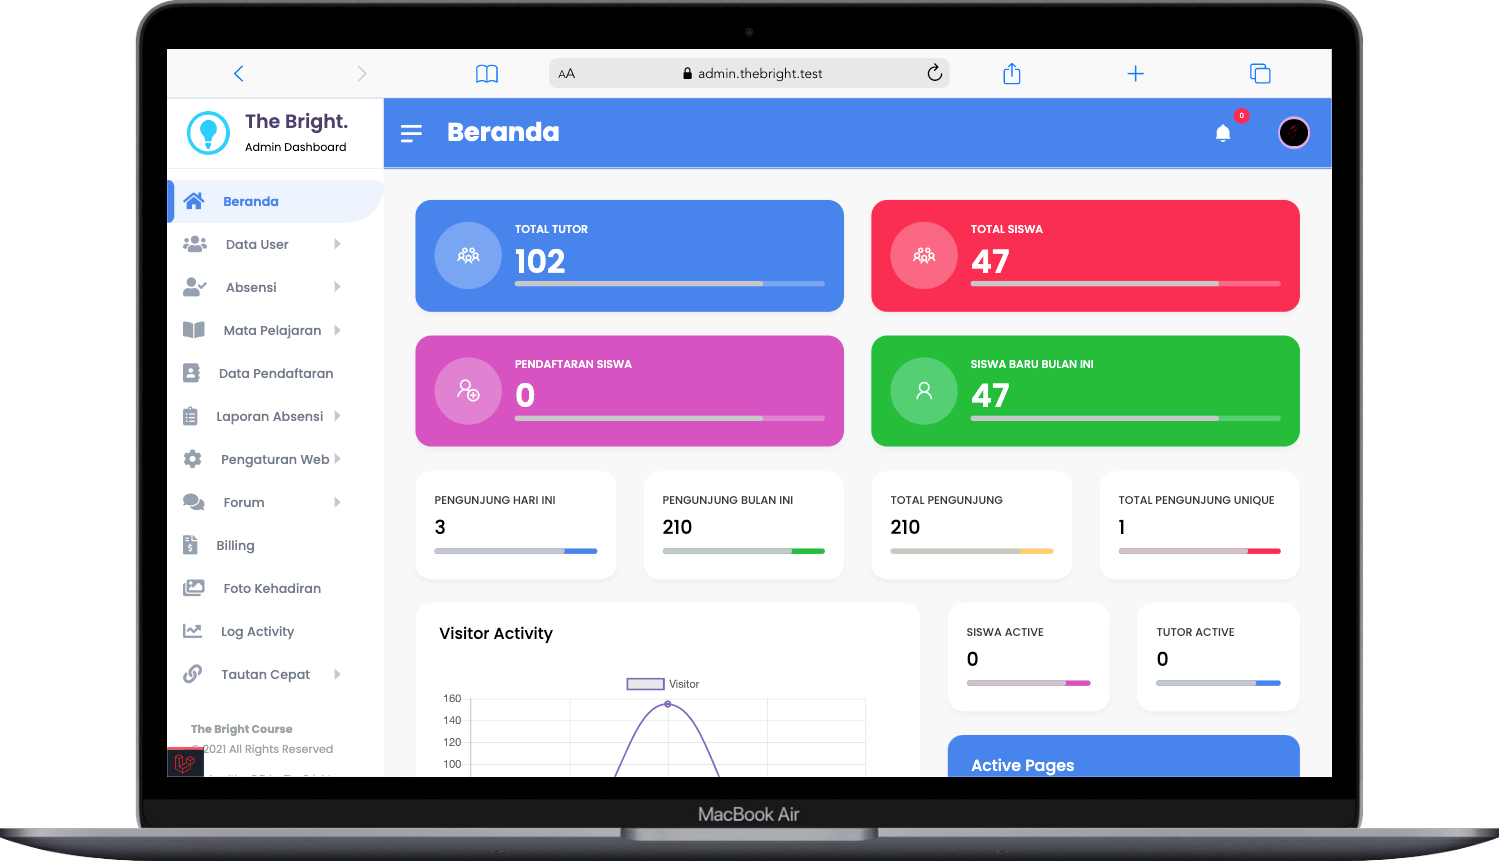 AA
admin.thebright.test
The Bright.
Admin Dashboard
Beranda
0
Beranda
Data User
Absensi
Mata Pelajaran
Data Pendaftaran
Laporan Absensi
Pengaturan Web
Forum
Billing
Foto Kehadiran
Log Activity
Tautan Cepat
The Bright Course
© 2021 All Rights Reserved
TOTAL TUTOR
102
TOTAL SISWA
47
PENDAFTARAN SISWA
0
SISWA BARU BULAN INI
47
PENGUNJUNG HARI INI
3
PENGUNJUNG BULAN INI
210
TOTAL PENGUNJUNG
210
TOTAL PENGUNJUNG UNIQUE
1
Visitor Activity
Visitor
160
140
120
100
SISWA ACTIVE
0
TUTOR ACTIVE
0
Active Pages
MacBook Air